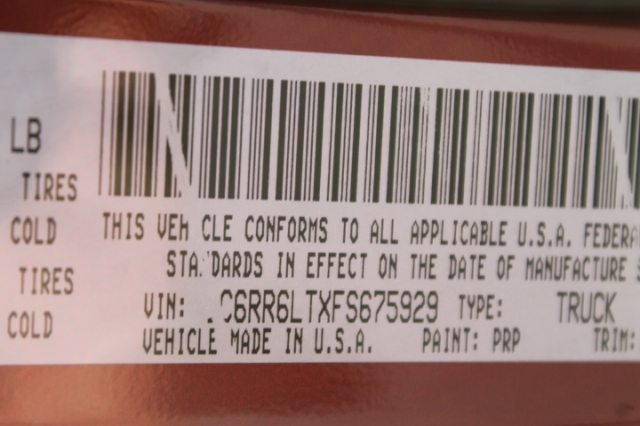 LB
TIRES
COLD
TIRES
COLD
THIS VEH CLE CONFORMS TO ALL APPLICABLE U.S.A. FEDERA
STA. DARDS IN EFFECT ON THE DATE OF MANUFACTURE
VIN: .C6RR6LTXFS675929 TYPE: TRUCK
VEHICLE MADE IN U.S.A. PAINT: PRP TRIM: